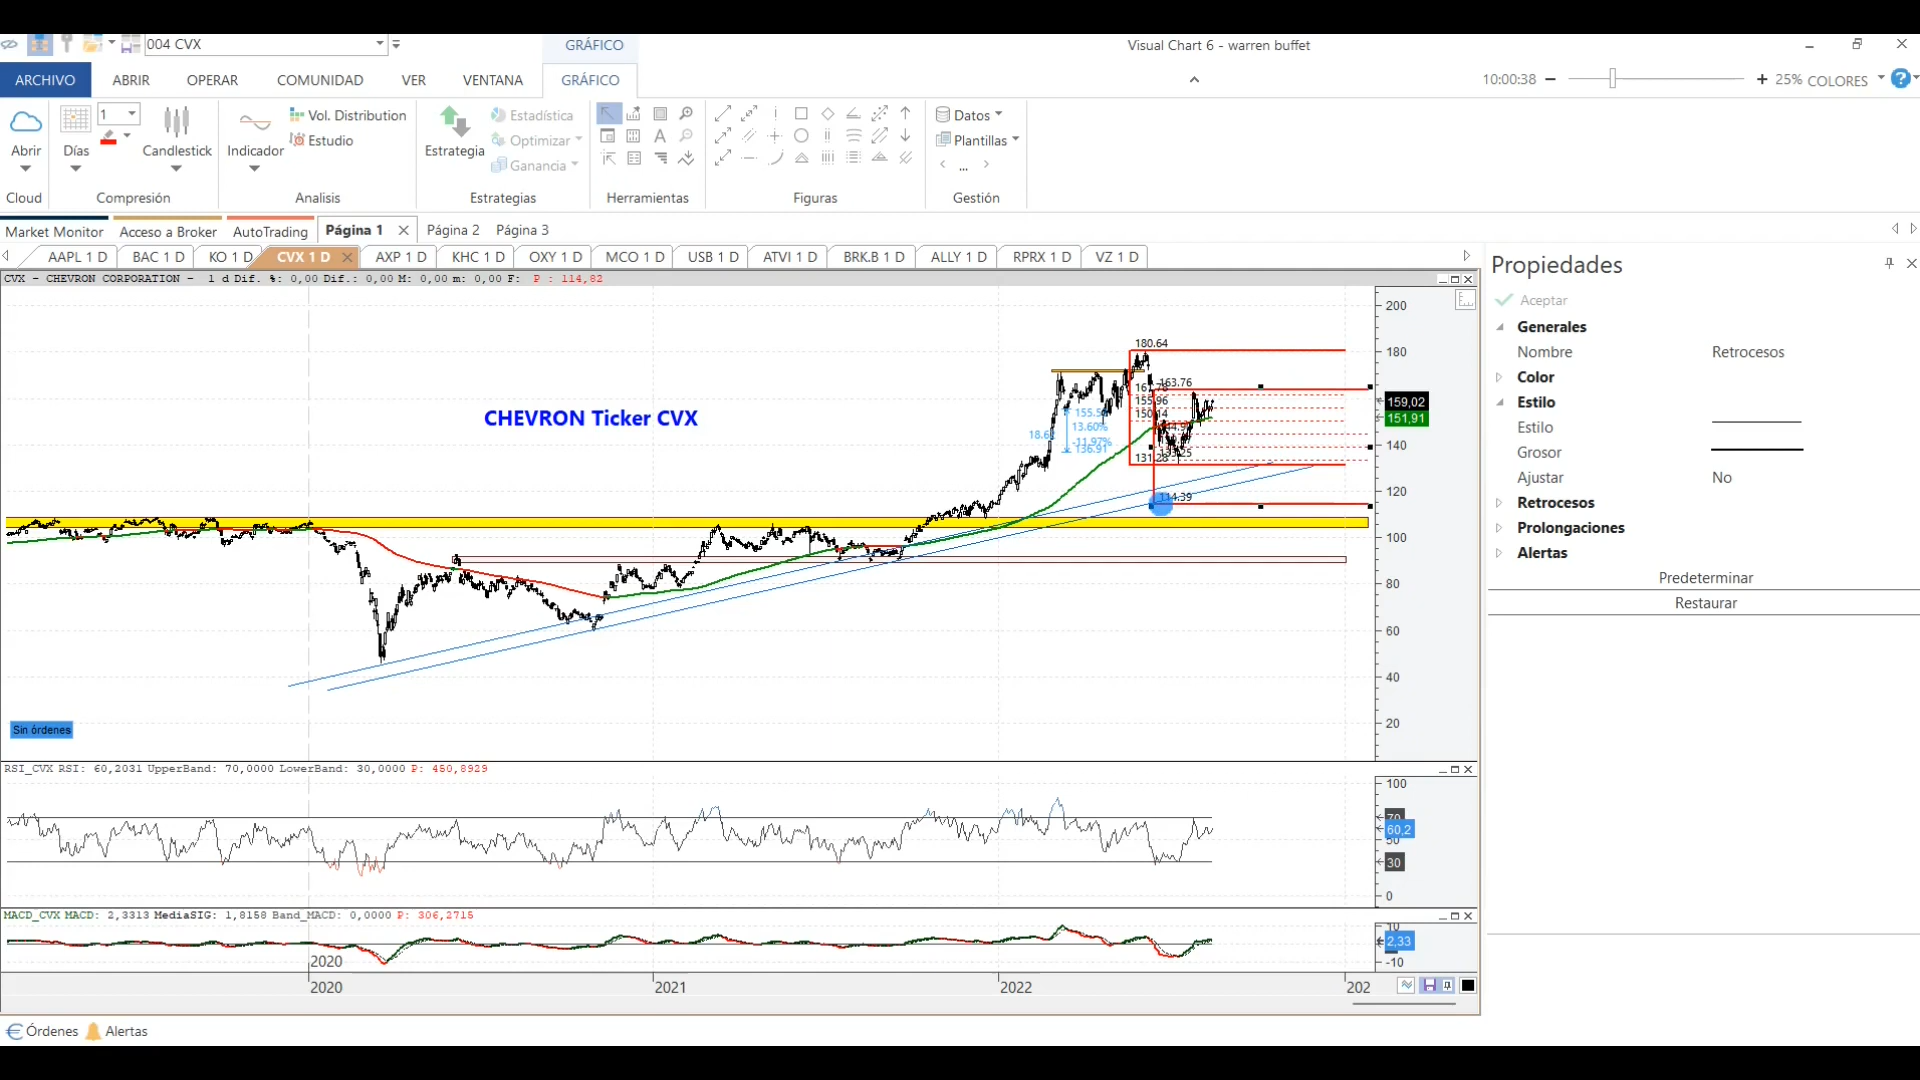 004 CVX
GRÁFICO
Visual Chart 6 - warren buffet
ARCHIVO ABRIR OPERAR COMUNIDAD VER VENTANA GRÁFICO
10:00:38 25% COLORES
1
Vol. Distribution
Estudio
Estadística
Optimizar
Ganancia
Datos
Plantillas
...
Abrir Días Candlestick Indicador Estrategia
Cloud Compresión Analisis Estrategias Herramientas Figuras Gestión
Market Monitor Acceso a Broker AutoTrading Página 1 Página 2 Página 3
AAPL 1 D BAC 1 D KO 1 D CVX 1 D AXP 1 D KHC 1 D OXY 1 D MCO 1 D USB 1 D ATVI 1 D BRK.B 1 D ALLY 1 D RPRX 1 D VZ 1 D
CVX - CHEVRON CORPORATION - 1 d Dif. %: 0,00 Dif.: 0,00 M: 0,00 m: 0,00 F: P : 114,82
CHEVRON Ticker CVX
180.64
163.76
155.96
13.60%
-11.97%
136.91
114.39
200
180
159,02
151,91
140
120
100
80
60
40
20
Sin órdenes
RSI_CVX RSI: 60,2031 UpperBand: 70,0000 LowerBand: 30,0000 P: 450,8929
100
70
60,2
50
30
0
MACD_CVX MACD: 2,3313 MediaSIG: 1,8158 Band_MACD: 0,0000 P: 306,2715
10
2,33
-10
2020
2020 2021 2022 202
Órdenes Alertas
Propiedades
Aceptar
Generales
Nombre Retrocesos
Color
Estilo
Estilo
Grosor
Ajustar No
Retrocesos
Prolongaciones
Alertas
Predeterminar
Restaurar